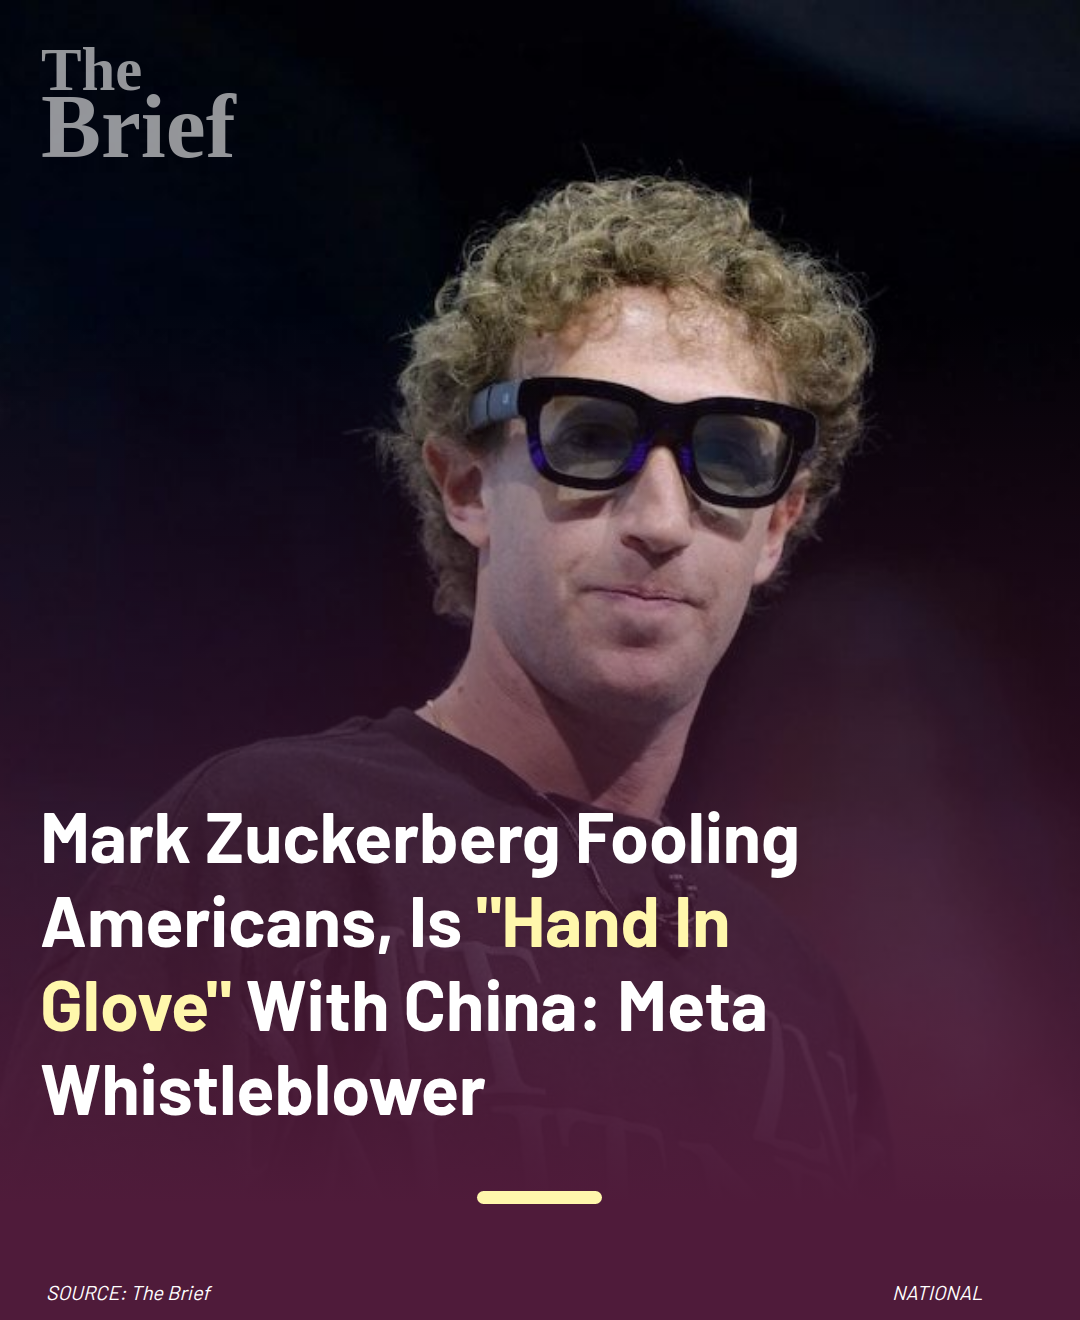 The
Brief
Mark Zuckerberg Fooling
Americans, Is "Hand In
Glove" With China: Meta
Whistleblower
SOURCE: The Brief
NATIONAL